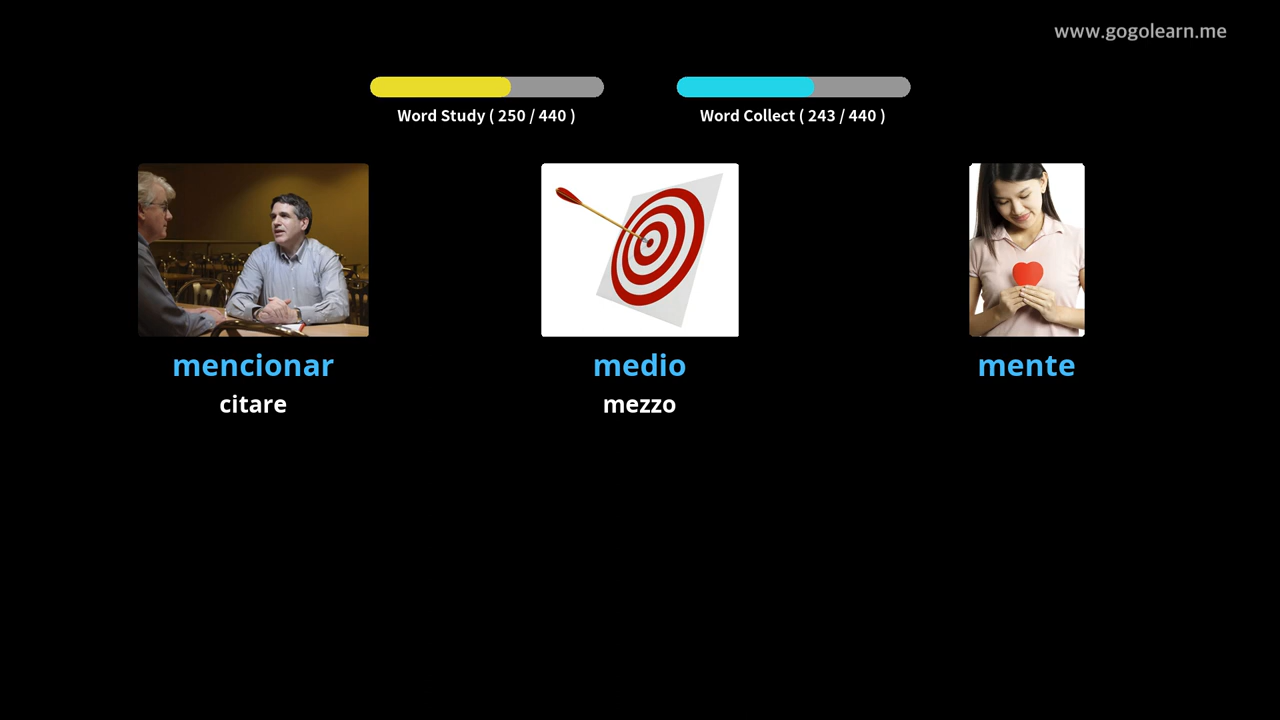 www.gogolearn.me
Word Study ( 250 / 440 )
Word Collect ( 243 / 440 )
mencionar
citare
medio
mezzo
mente